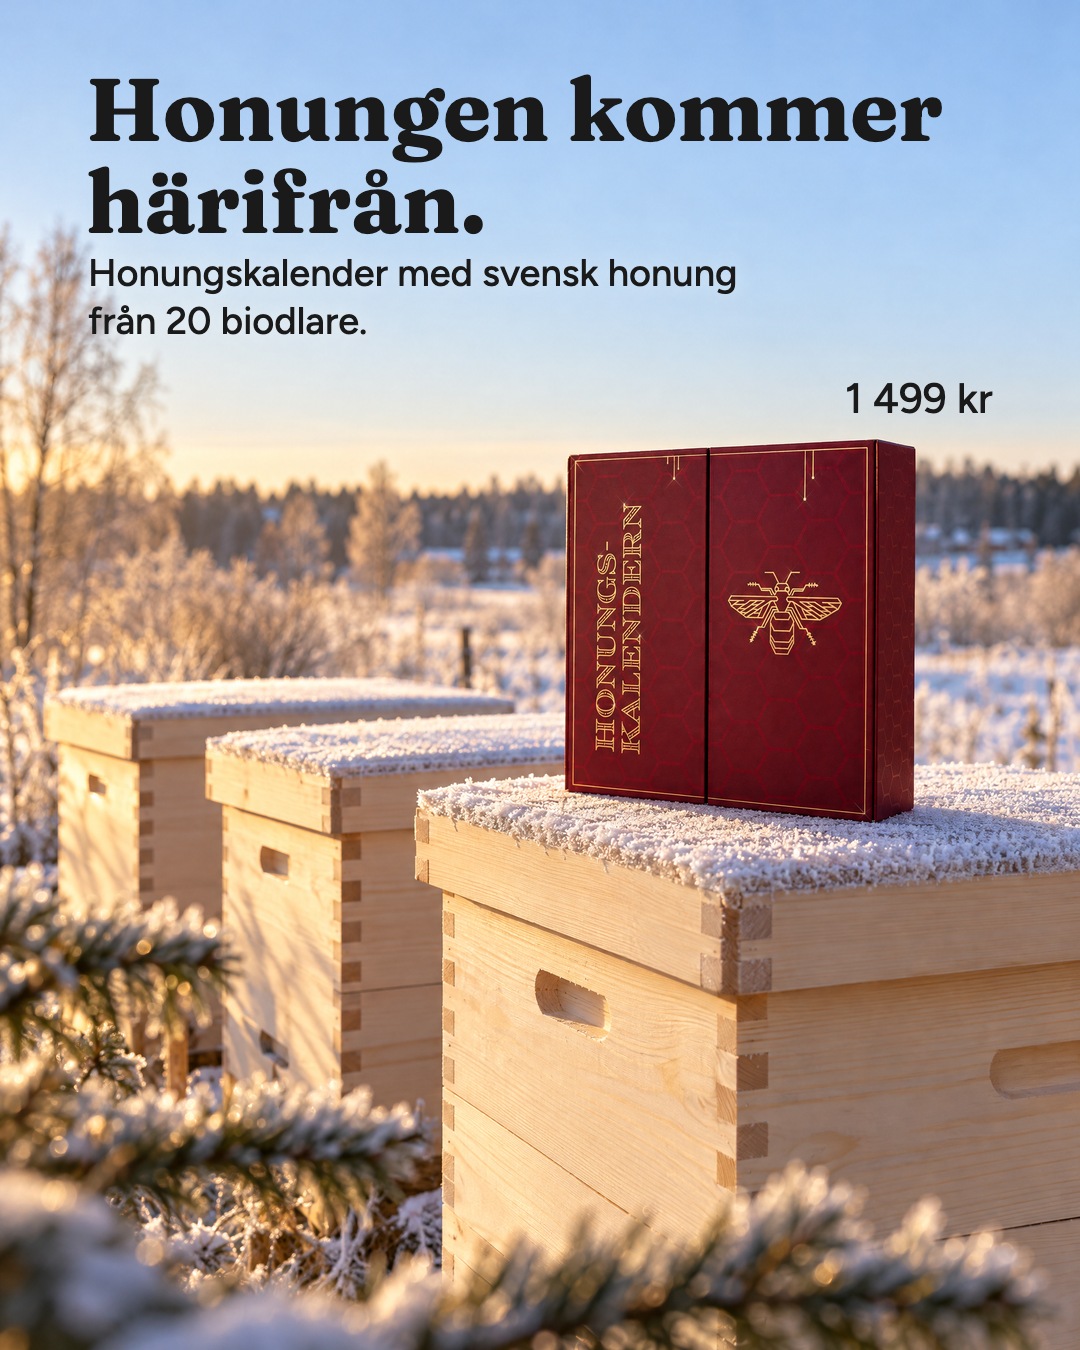 Honungen kommer
härifrån.
Honungskalender med svensk honung
från 20 biodlare.
1 499 kr
HONUNGS-
KALENDERN